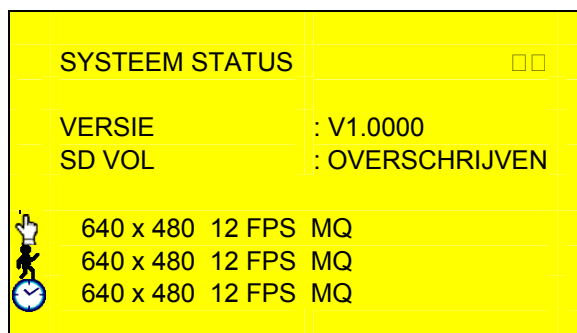 SYSTEEM STATUS
VERSIE : V1.0000
SD VOL : OVERSCHRIJVEN
640 x 480 12 FPS MQ
640 x 480 12 FPS MQ
640 x 480 12 FPS MQ